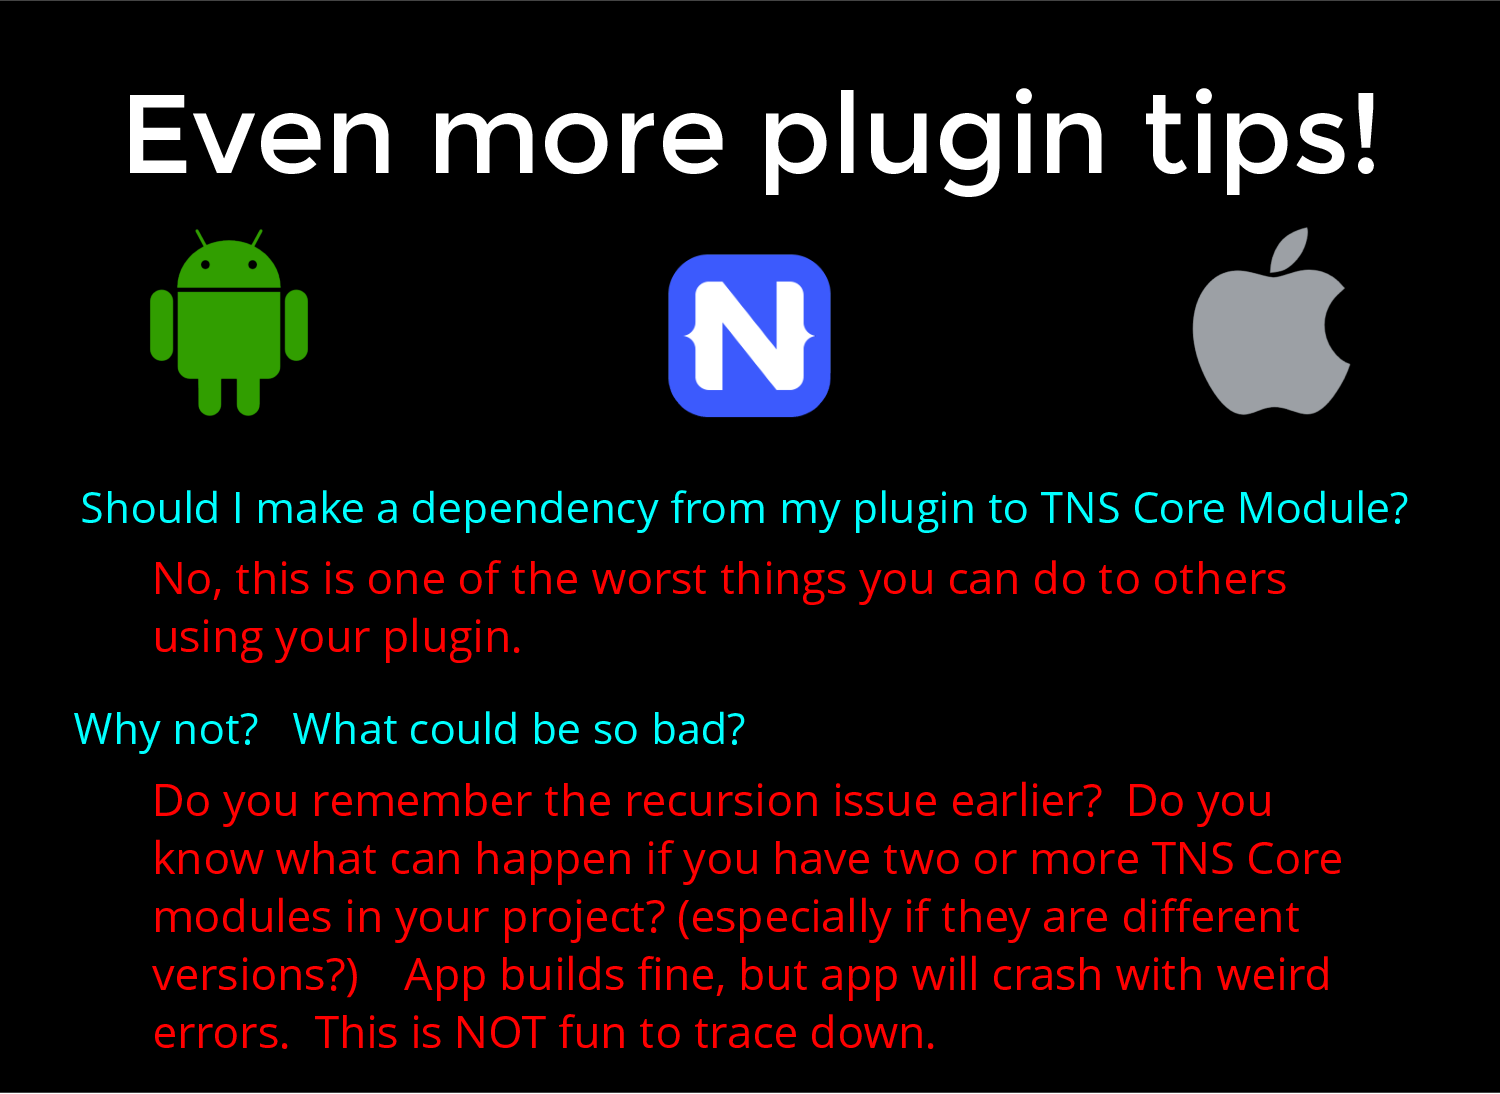 Even more plugin tips!
N
Should I make a dependency from my plugin to TNS Core Module?
No, this is one of the worst things you can do to others
using your plugin.
Why not?   What could be so bad?
Do you remember the recursion issue earlier?  Do you
know what can happen if you have two or more TNS Core
modules in your project? (especially if they are different
versions?)    App builds fine, but app will crash with weird
errors.  This is NOT fun to trace down.